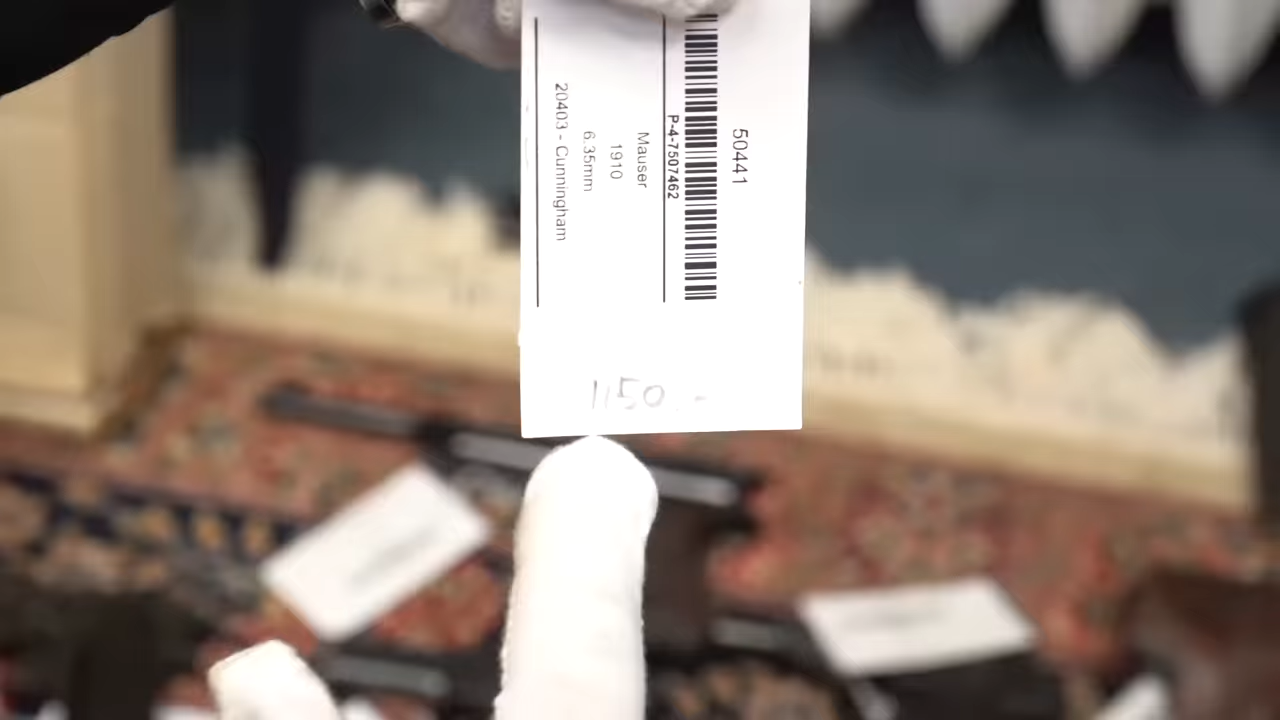 50441
P-4-7507462
Mauser
1910
6.35mm
20403 - Cunningham
1150.-